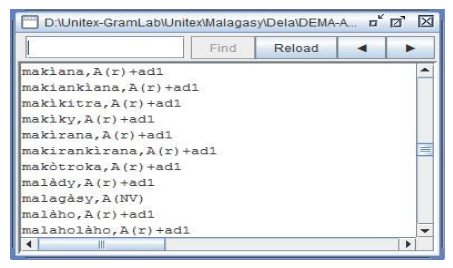 D:\Unitex-GramLab\Unitex\Malagasy\Dela\DEMA-A...
Find Reload
makìana,A(r)+ad1
makiankìana,A(r)+ad1
makìkitra,A(r)+ad1
makìky,A(r)+ad1
makìrana,A(r)+ad1
makirankìrana,A(r)+ad1
makòtroka,A(r)+ad1
malàdy,A(r)+ad1
malagàsy,A(NV)
malàho,A(r)+ad1
malaholàho,A(r)+ad1